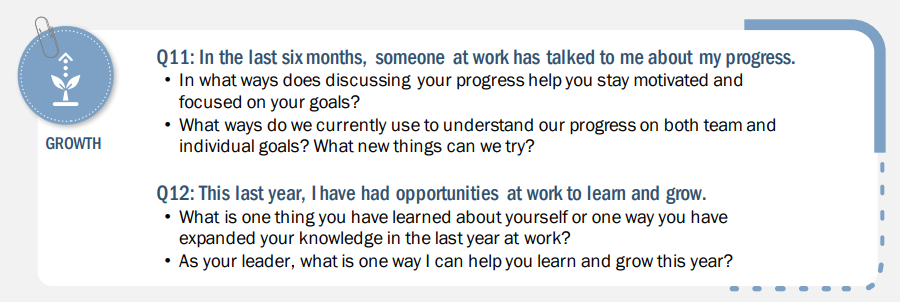 Q11: In the last six months, someone at work has talked to me about my progress.
• In what ways does discussing your progress help you stay motivated and
focused on your goals?
• What ways do we currently use to understand our progress on both team and
individual goals? What new things can we try?
GROWTH
Q12: This last year, I have had opportunities at work to learn and grow.
• What is one thing you have learned about yourself or one way you have
expanded your knowledge in the last year at work?
• As your leader, what is one way I can help you learn and grow this year?